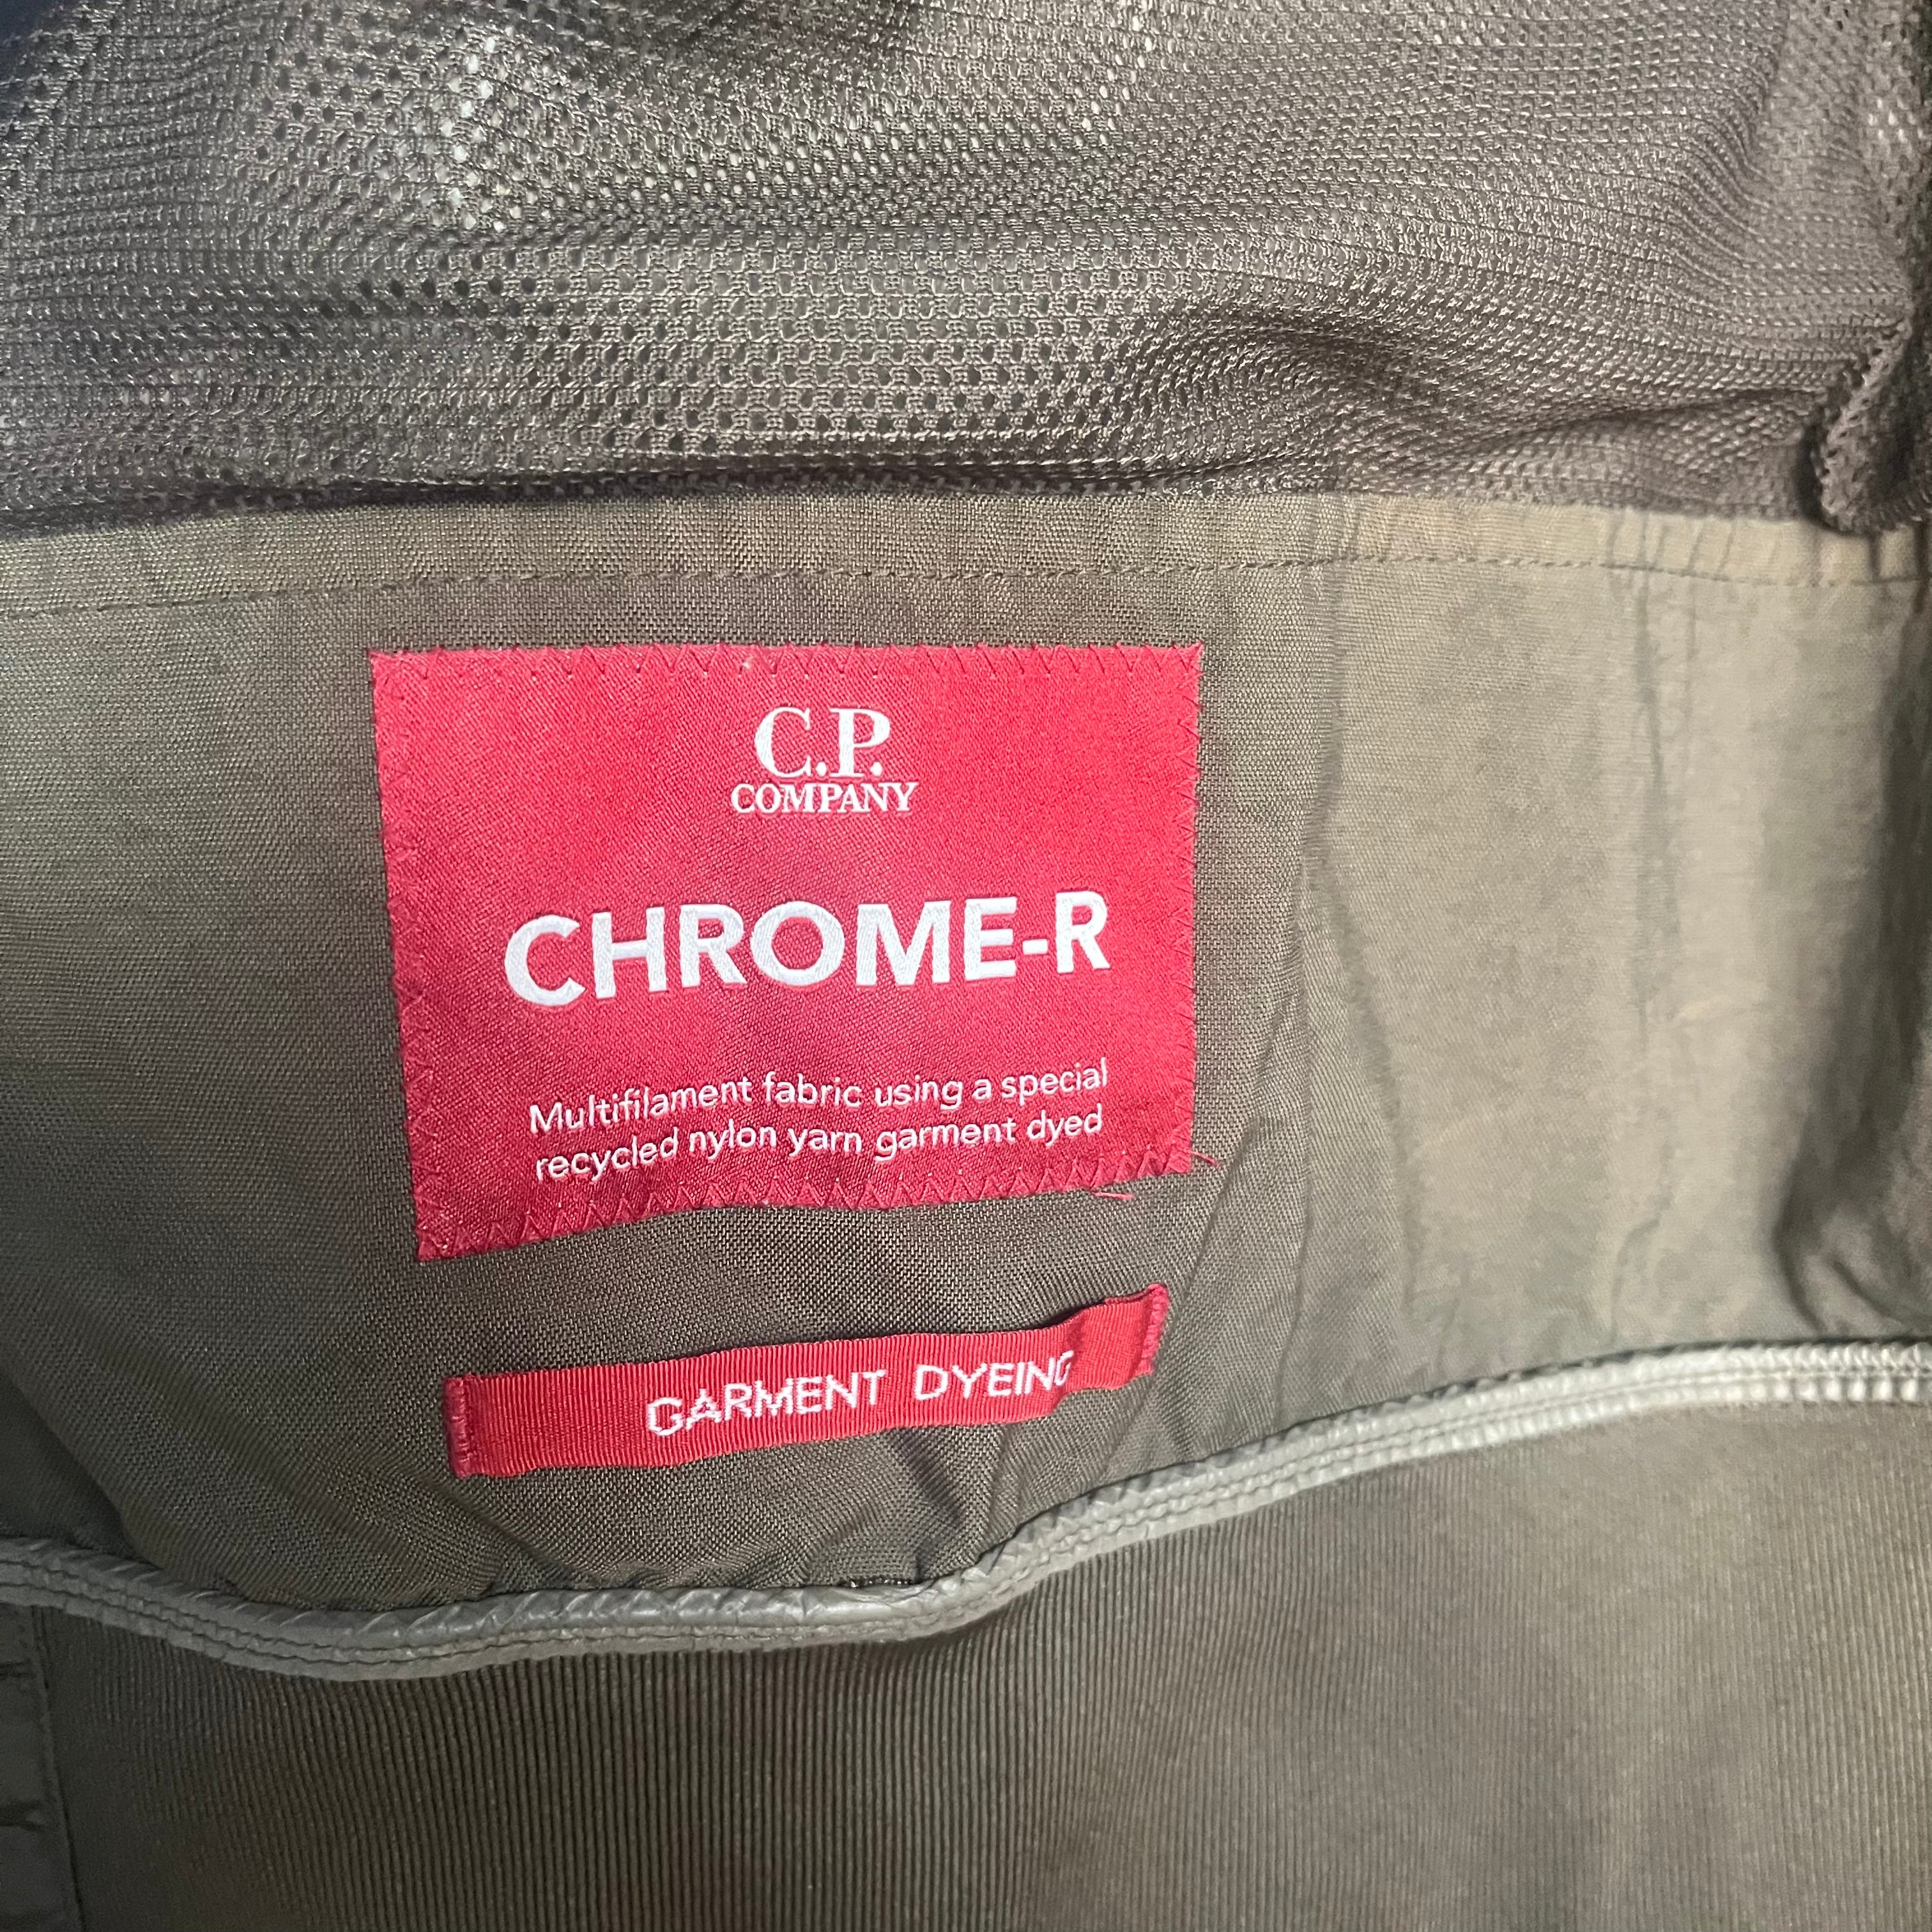 C.P.
COMPANY
CHROME-R
Multifilament fabric using a special
recycled nylon yarn garment dyed
GARMENT DYEING